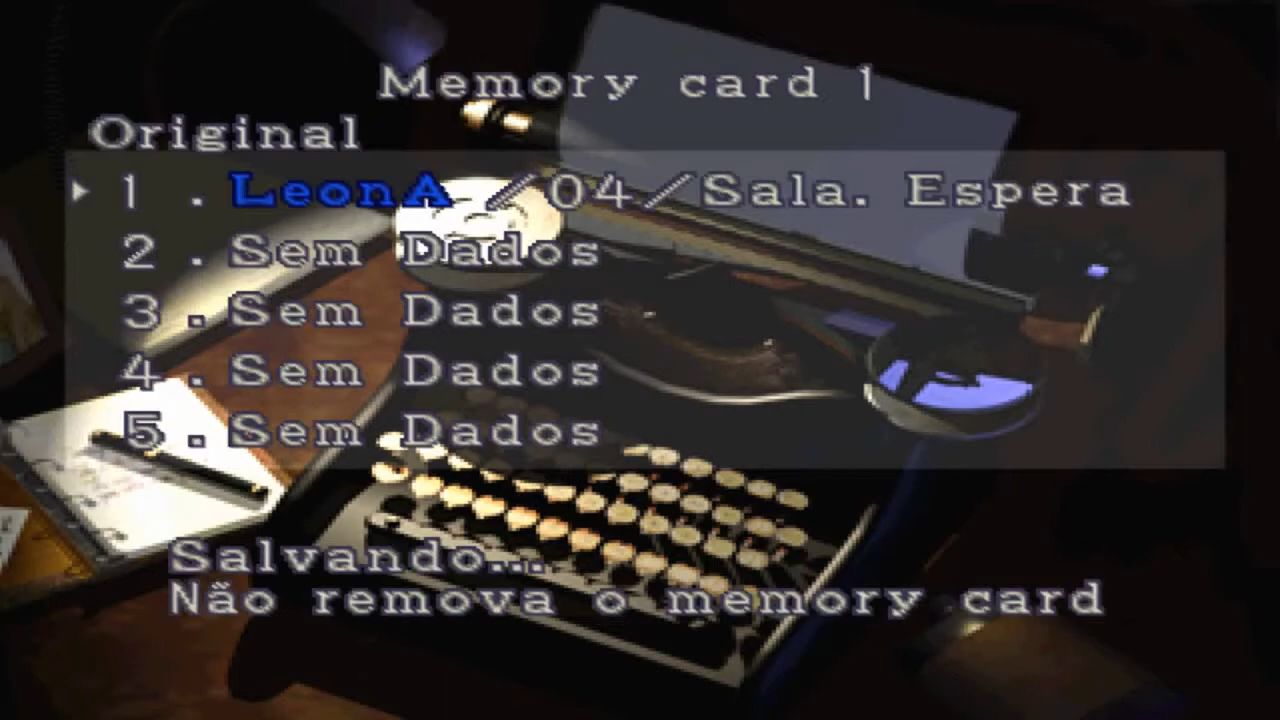 Memory card 1
Original
1 . LeonA /04/Sala. Espera
2 . Sem Dados
3 . Sem Dados
4 . Sem Dados
5 . Sem Dados
Salvando...
Não remova o memory card